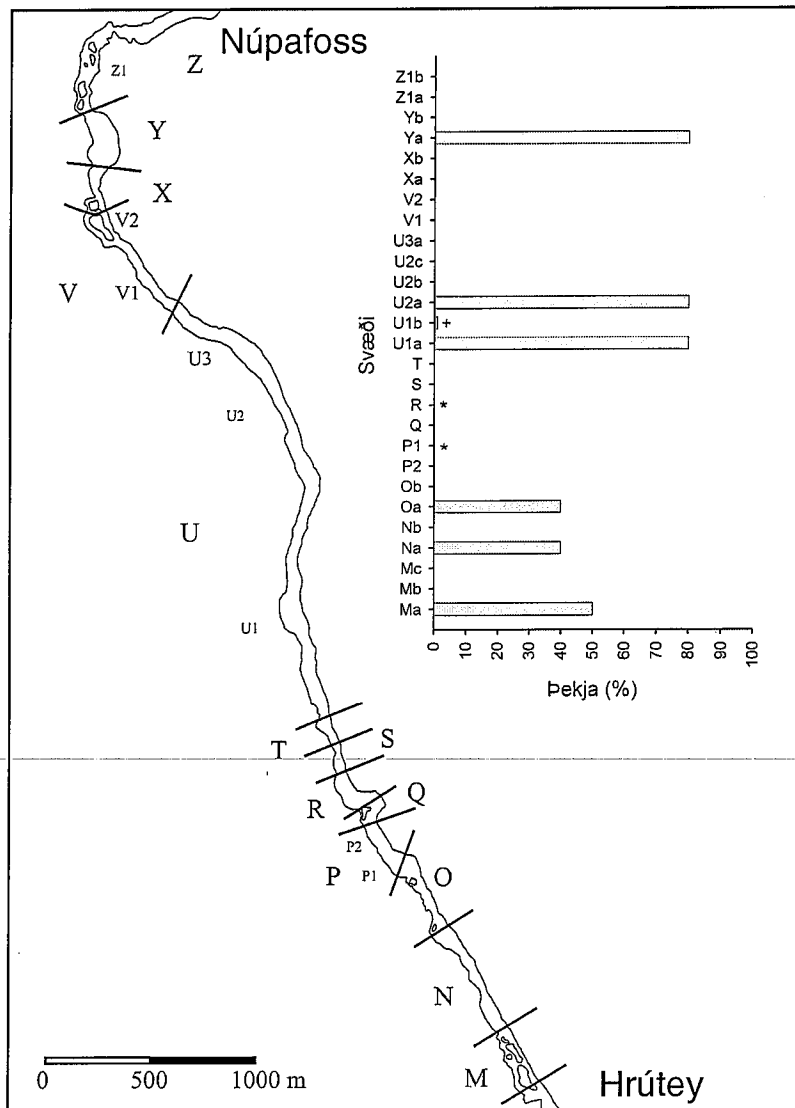 Núpafoss
Z1
Z
Y
X
V2
V
V1
U3
U2
U
U1
T
S
R
Q
P2
P
P1
O
N
M
Hrútey
0 500 1000 m
Svæði
Z1b
Z1a
Yb
Ya
Xb
Xa
V2
V1
U3a
U2c
U2b
U2a
U1b +
U1a
T
S
R *
Q
P1 *
P2
Ob
Oa
Nb
Na
Mc
Mb
Ma
0 10 20 30 40 50 60 70 80 90 100
Þekja (%)